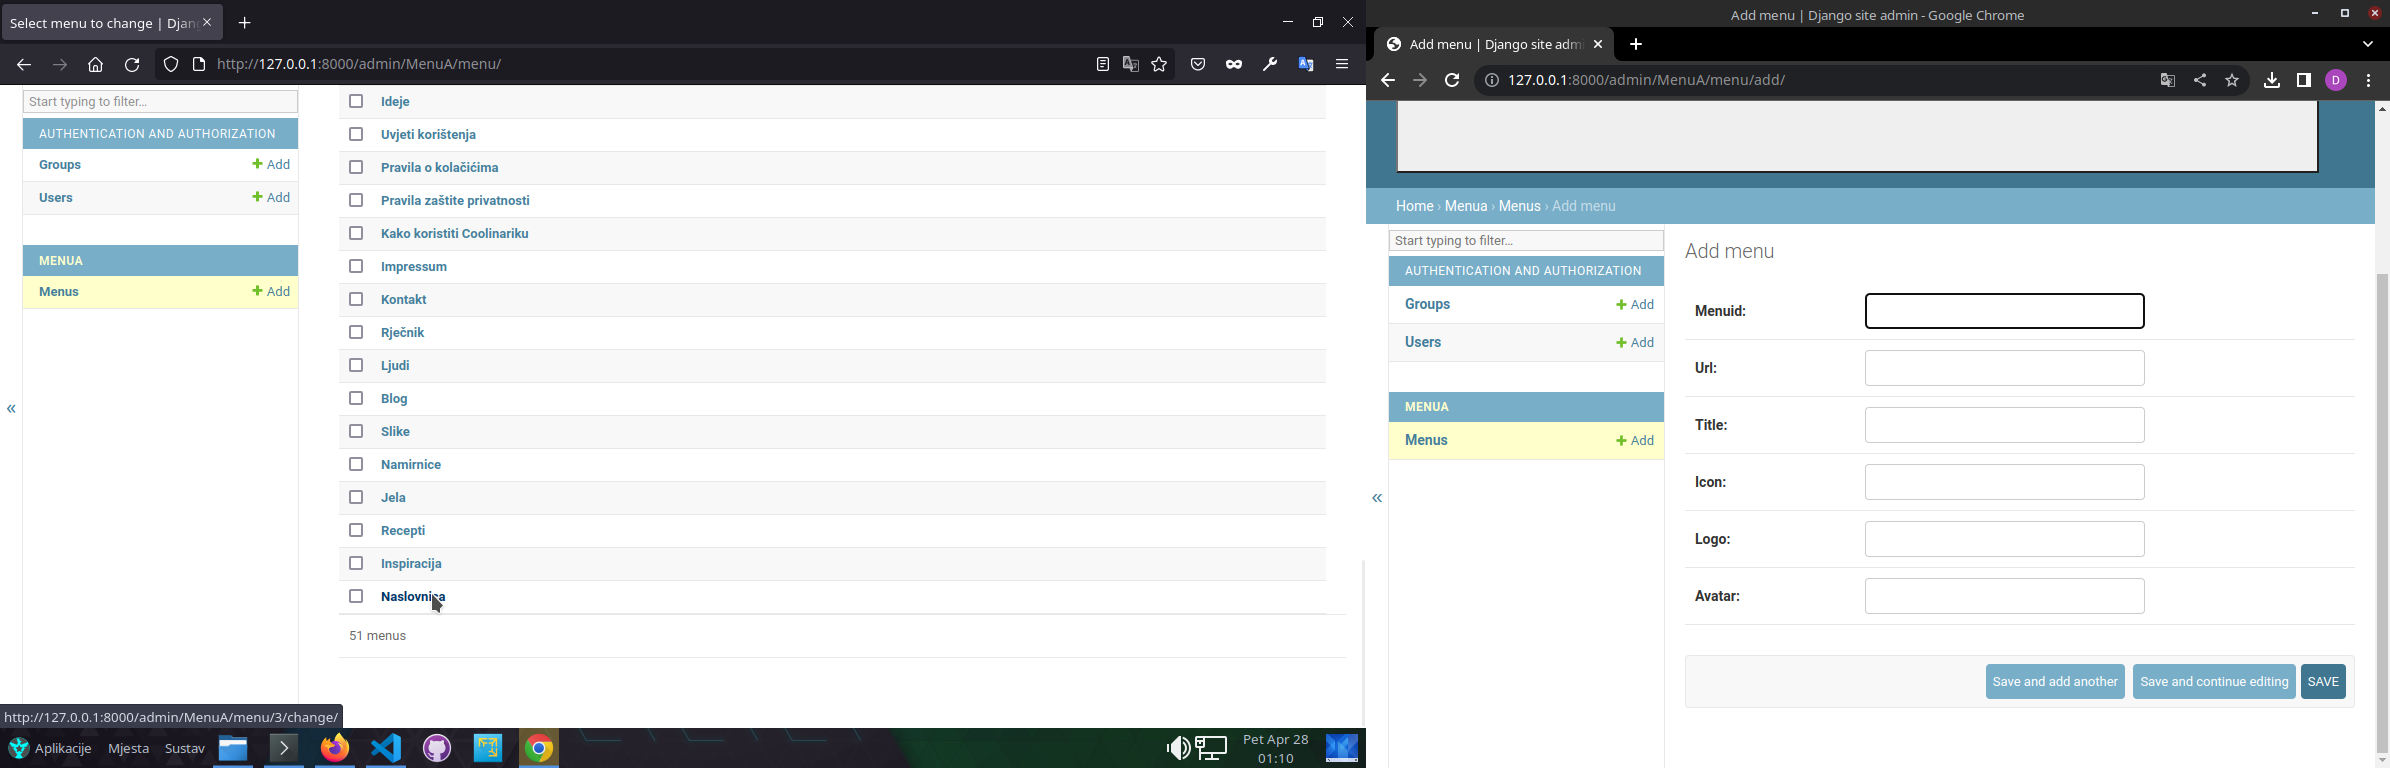 Select menu to change | Djan
http://127.0.0.1:8000/admin/MenuA/menu/
Start typing to filter...
AUTHENTICATION AND AUTHORIZATION
Groups + Add
Users + Add
MENUA
Menus + Add
«
Ideje
Uvjeti korištenja
Pravila o kolačićima
Pravila zaštite privatnosti
Kako koristiti Coolinariku
Impressum
Kontakt
Rječnik
Ljudi
Blog
Slike
Namirnice
Jela
Recepti
Inspiracija
Naslovnica
51 menus
http://127.0.0.1:8000/admin/MenuA/menu/3/change/
Aplikacije Mjesta Sustav
Pet Apr 28
01:10
Add menu | Django site admin - Google Chrome
Add menu | Django site adm
127.0.0.1:8000/admin/MenuA/menu/add/
D
Home › Menua › Menus › Add menu
Start typing to filter...
AUTHENTICATION AND AUTHORIZATION
Groups + Add
Users + Add
MENUA
Menus + Add
«
Add menu
Menuid:
Url:
Title:
Icon:
Logo:
Avatar:
Save and add another Save and continue editing SAVE